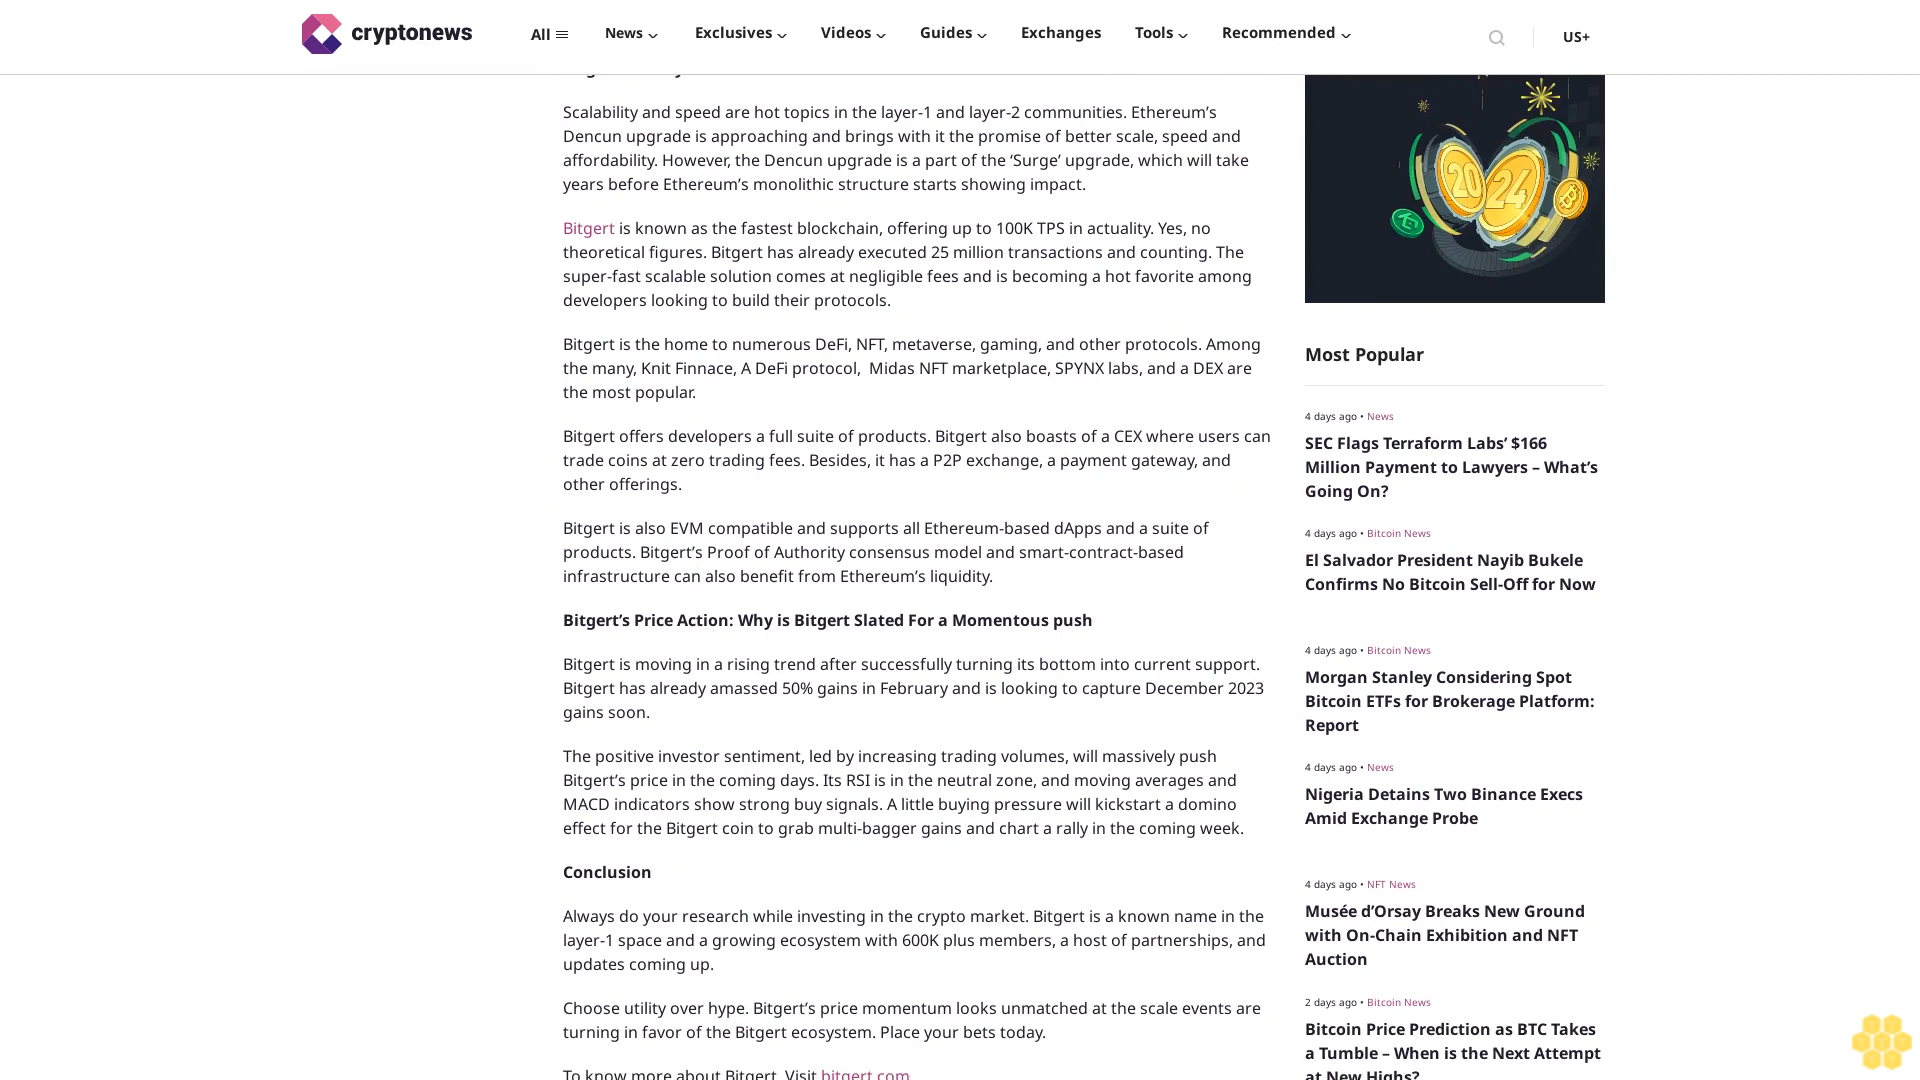 cryptonews
All
News
Exclusives
Videos
Guides
Exchanges
Tools
Recommended
US+
Scalability and speed are hot topics in the layer-1 and layer-2 communities. Ethereum’s
Dencun upgrade is approaching and brings with it the promise of better scale, speed and
affordability. However, the Dencun upgrade is a part of the ‘Surge’ upgrade, which will take
years before Ethereum’s monolithic structure starts showing impact.
Bitgert is known as the fastest blockchain, offering up to 100K TPS in actuality. Yes, no
theoretical figures. Bitgert has already executed 25 million transactions and counting. The
super-fast scalable solution comes at negligible fees and is becoming a hot favorite among
developers looking to build their protocols.
Bitgert is the home to numerous DeFi, NFT, metaverse, gaming, and other protocols. Among
the many, Knit Finnace, A DeFi protocol,  Midas NFT marketplace, SPYNX labs, and a DEX are
the most popular.
Bitgert offers developers a full suite of products. Bitgert also boasts of a CEX where users can
trade coins at zero trading fees. Besides, it has a P2P exchange, a payment gateway, and
other offerings.
Bitgert is also EVM compatible and supports all Ethereum-based dApps and a suite of
products. Bitgert’s Proof of Authority consensus model and smart-contract-based
infrastructure can also benefit from Ethereum’s liquidity.
Bitgert’s Price Action: Why is Bitgert Slated For a Momentous push
Bitgert is moving in a rising trend after successfully turning its bottom into current support.
Bitgert has already amassed 50% gains in February and is looking to capture December 2023
gains soon.
The positive investor sentiment, led by increasing trading volumes, will massively push
Bitgert’s price in the coming days. Its RSI is in the neutral zone, and moving averages and
MACD indicators show strong buy signals. A little buying pressure will kickstart a domino
effect for the Bitgert coin to grab multi-bagger gains and chart a rally in the coming week.
Conclusion
Always do your research while investing in the crypto market. Bitgert is a known name in the
layer-1 space and a growing ecosystem with 600K plus members, a host of partnerships, and
updates coming up.
Choose utility over hype. Bitgert’s price momentum looks unmatched at the scale events are
turning in favor of the Bitgert ecosystem. Place your bets today.
To know more about Bitgert, Visit bitgert.com
2024
Most Popular
4 days ago • News
SEC Flags Terraform Labs’ $166
Million Payment to Lawyers – What’s
Going On?
4 days ago • Bitcoin News
El Salvador President Nayib Bukele
Confirms No Bitcoin Sell-Off for Now
4 days ago • Bitcoin News
Morgan Stanley Considering Spot
Bitcoin ETFs for Brokerage Platform:
Report
4 days ago • News
Nigeria Detains Two Binance Execs
Amid Exchange Probe
4 days ago • NFT News
Musée d’Orsay Breaks New Ground
with On-Chain Exhibition and NFT
Auction
2 days ago • Bitcoin News
Bitcoin Price Prediction as BTC Takes
a Tumble – When is the Next Attempt
at New Highs?